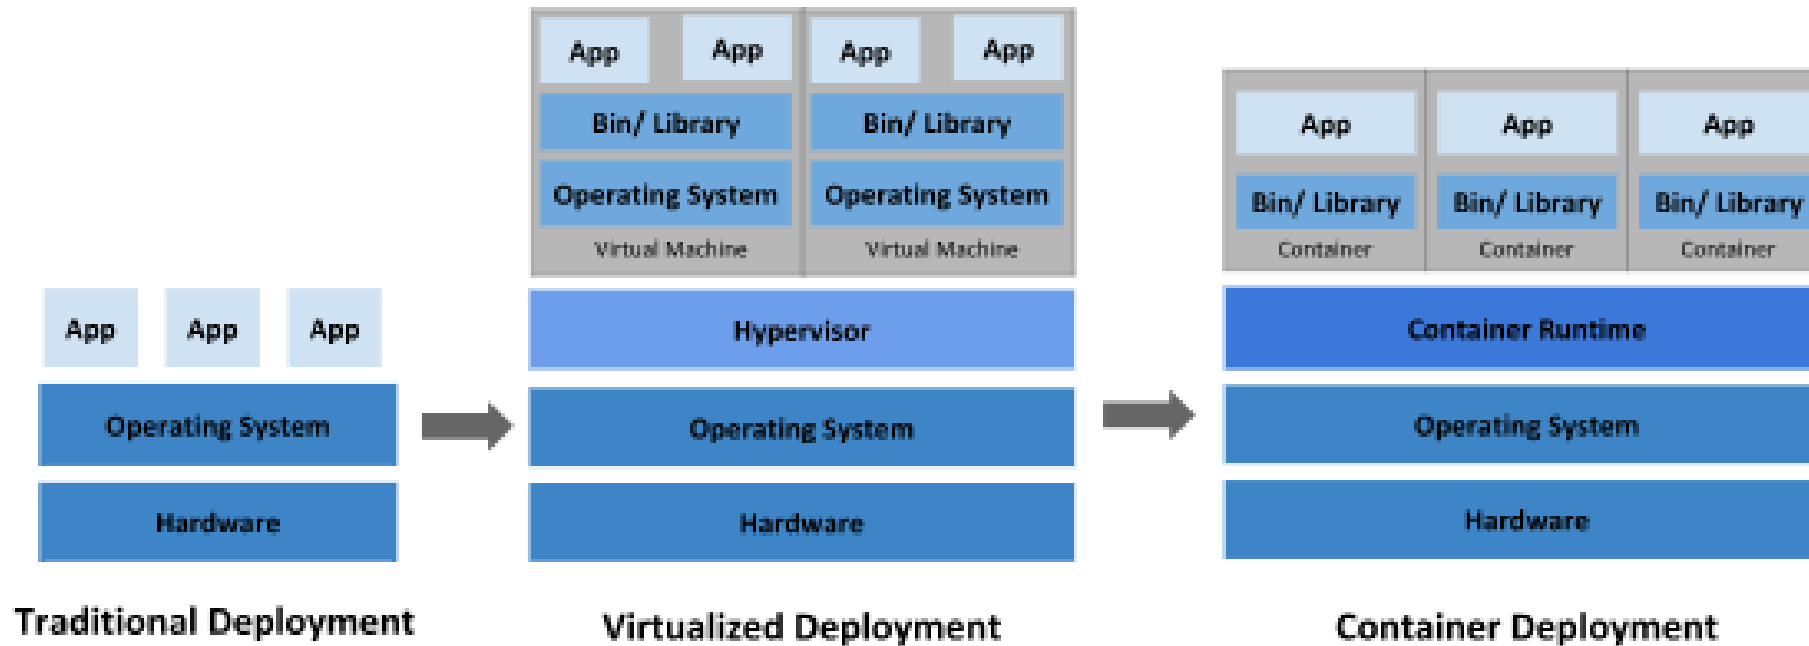 App App App
Operating System
Hardware
Traditional Deployment
App App App App
Bin/ Library Bin/ Library
Operating System Operating System
Virtual Machine Virtual Machine
Hypervisor
Operating System
Hardware
Virtualized Deployment
App App App
Bin/ Library Bin/ Library Bin/ Library
Container Container Container
Container Runtime
Operating System
Hardware
Container Deployment